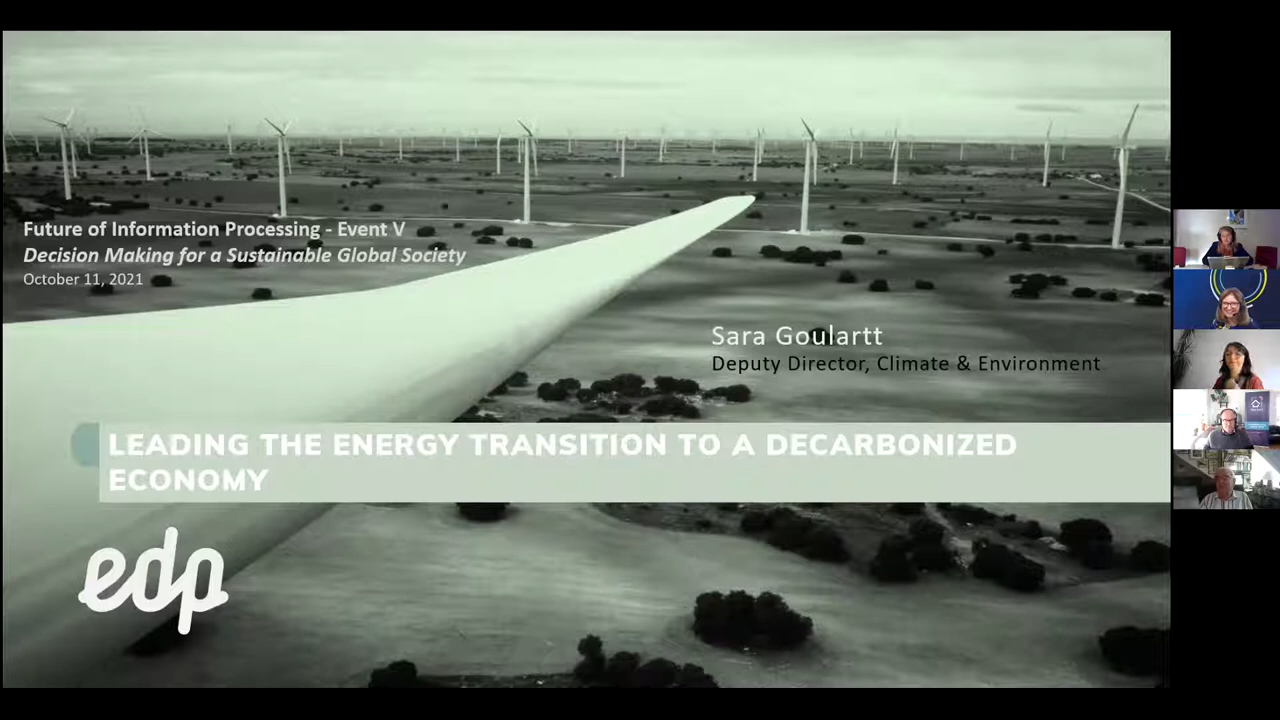 Future of Information Processing - Event V
Decision Making for a Sustainable Global Society
October 11, 2021
Sara Goulartt
Deputy Director, Climate & Environment
LEADING THE ENERGY TRANSITION TO A DECARBONIZED
ECONOMY
edp